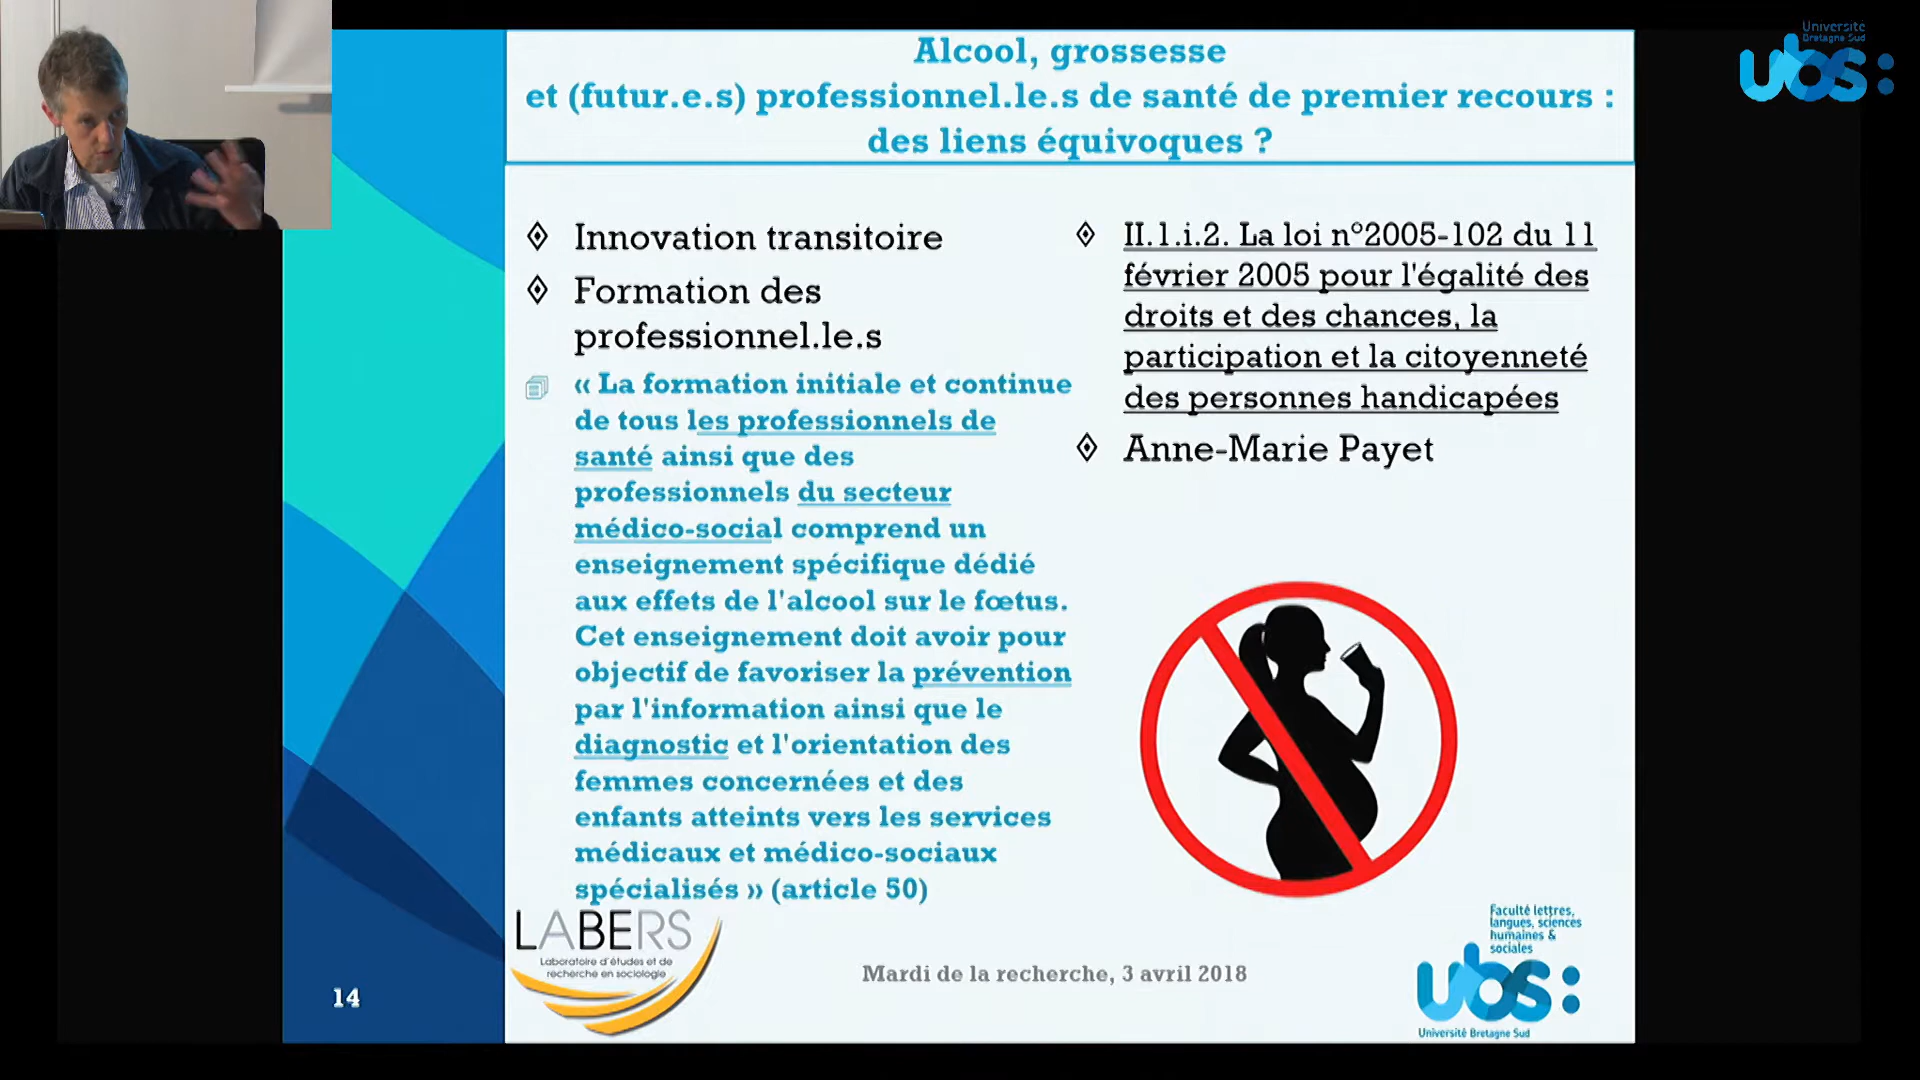 Alcool, grossesse
et (futur.e.s) professionnel.le.s de santé de premier recours :
des liens équivoques ?
Université
Bretagne Sud
ubs:
Innovation transitoire
Formation des
professionnel.le.s
« La formation initiale et continue
de tous les professionnels de
santé ainsi que des
professionnels du secteur
médico-social comprend un
enseignement spécifique dédié
aux effets de l'alcool sur le fœtus.
Cet enseignement doit avoir pour
objectif de favoriser la prévention
par l'information ainsi que le
diagnostic et l'orientation des
femmes concernées et des
enfants atteints vers les services
médicaux et médico-sociaux
spécialisés » (article 50)
II.1.i.2. La loi n°2005-102 du 11
février 2005 pour l'égalité des
droits et des chances, la
participation et la citoyenneté
des personnes handicapées
Anne-Marie Payet
LABERS
Laboratoire d'études et de
recherche en sociologie
14
Mardi de la recherche, 3 avril 2018
Faculté lettres,
langues, sciences
humaines &
sociales
ubs:
Université Bretagne Sud